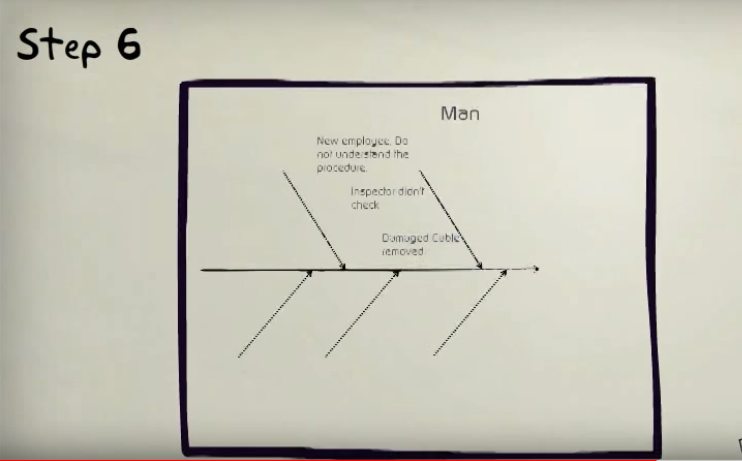 Step 6
Man
New employee. Do
not understand the
procedure.
Inspector didn't
check
Damaged Cable
removed